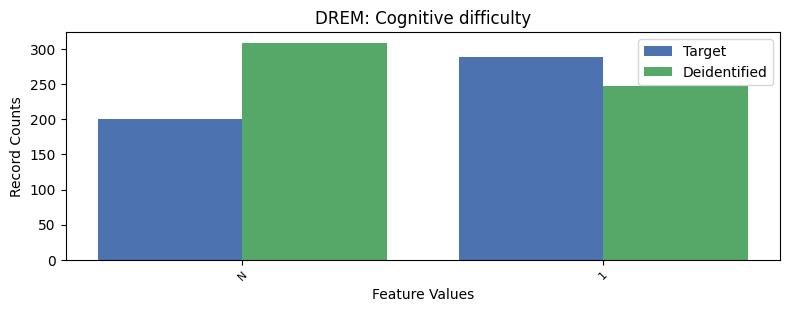 DREM: Cognitive difficulty
Target
Deidentified
Record Counts
300
250
200
150
100
50
0
N
1
Feature Values